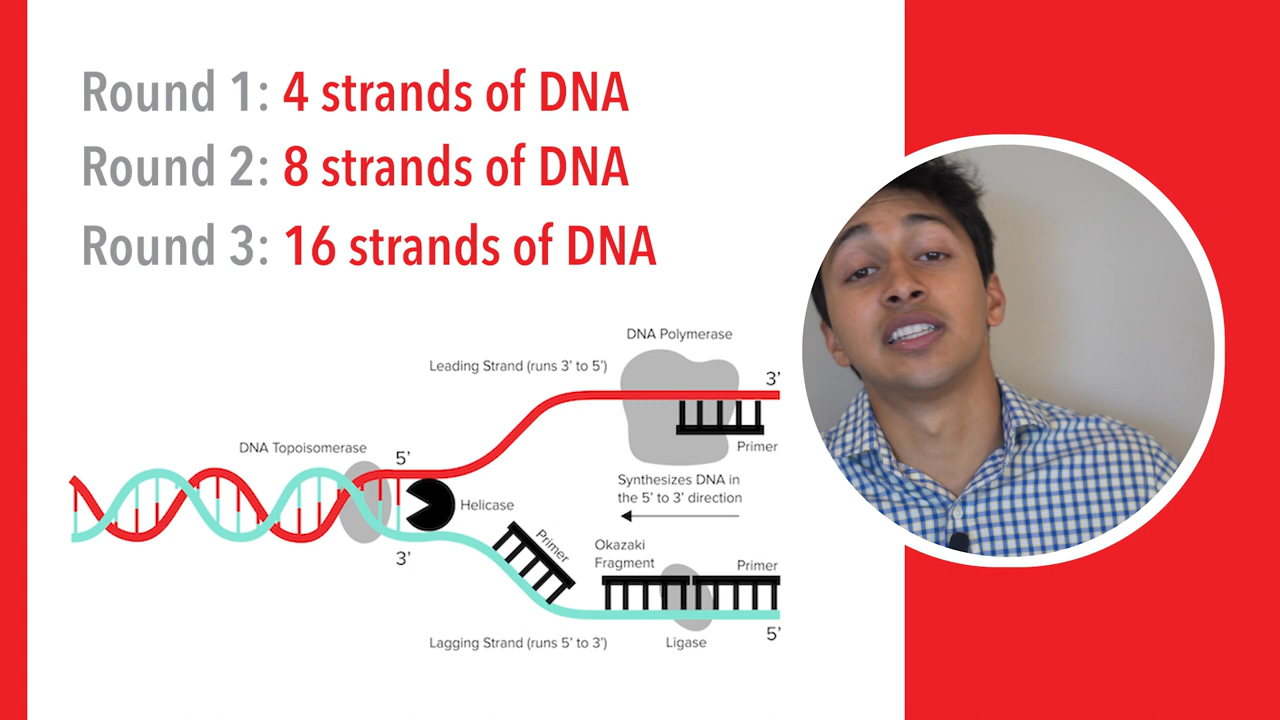 Round 1: 4 strands of DNA
Round 2: 8 strands of DNA
Round 3: 16 strands of DNA
DNA Polymerase
Leading Strand (runs 3’ to 5’)
3’
DNA Topoisomerase
5’
Primer
Synthesizes DNA in
the 5’ to 3’ direction
Helicase
Primer
Okazaki
Fragment
Primer
3’
5’
Lagging Strand (runs 5’ to 3’)
Ligase